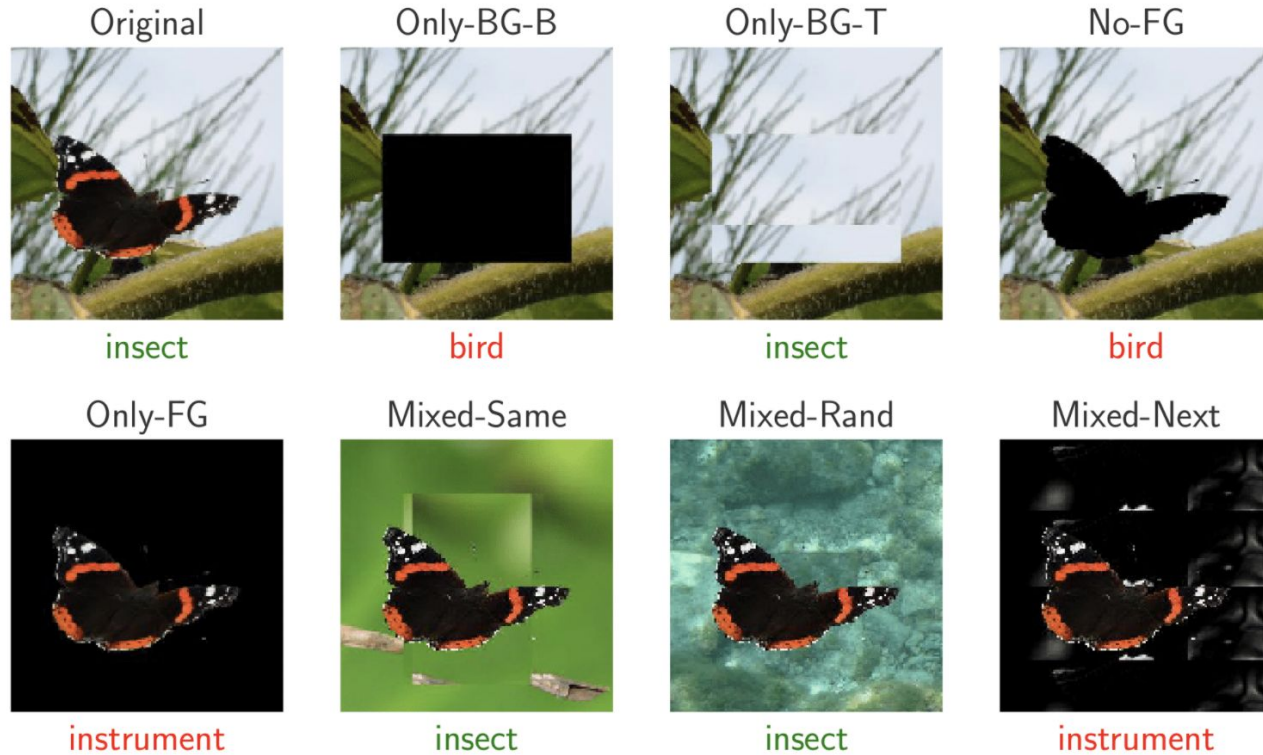 Original Only-BG-B Only-BG-T No-FG
insect bird insect bird
Only-FG Mixed-Same Mixed-Rand Mixed-Next
instrument insect insect instrument